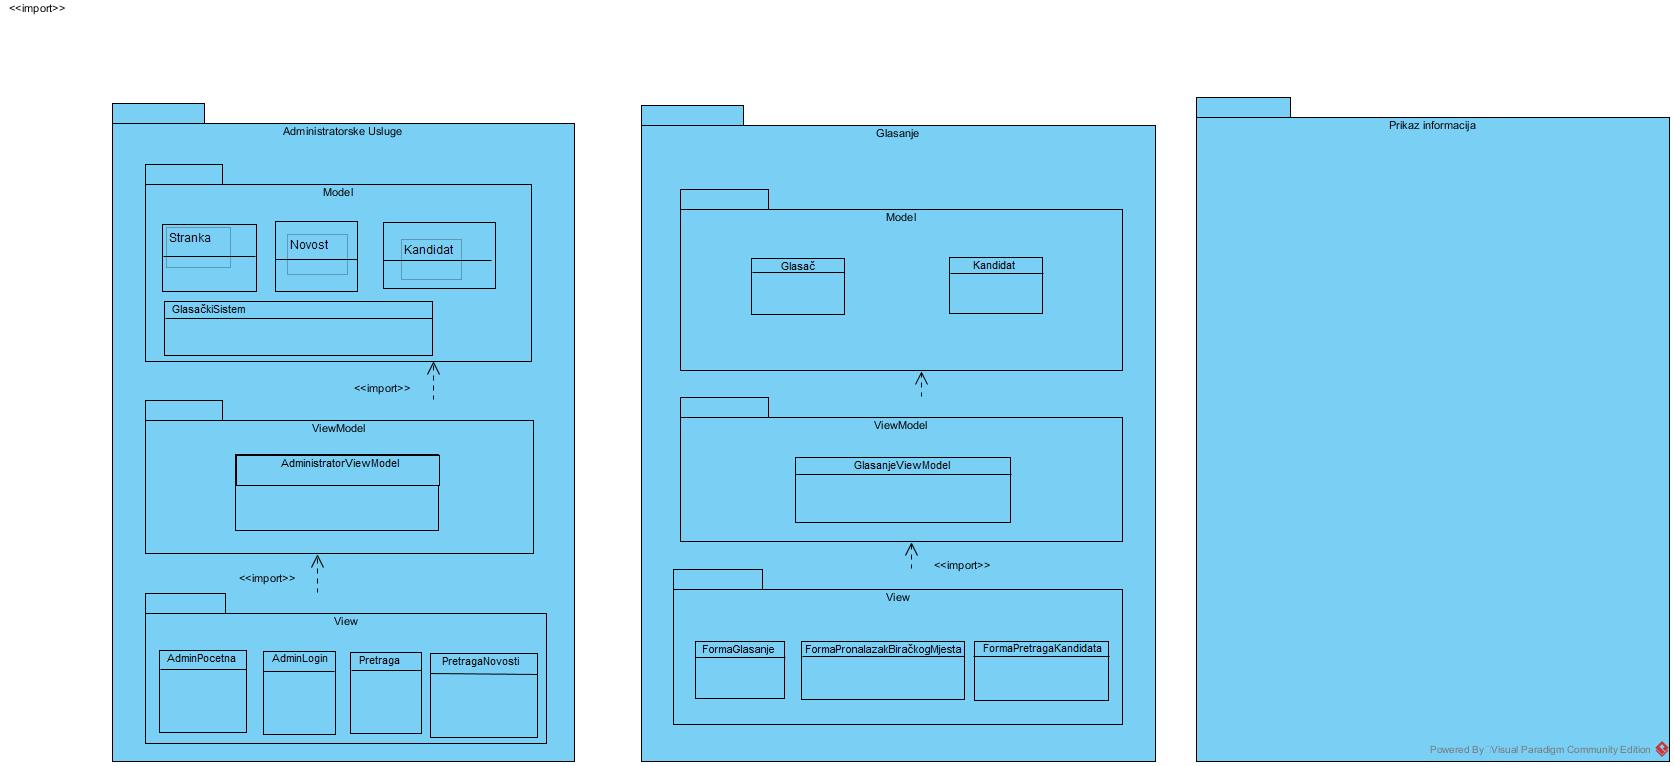 <<import>>
Administratorske Usluge
Model
Stranka
Novost
Kandidat
GlasačkiSistem
<<import>>
ViewModel
AdministratorViewModel
<<import>>
View
AdminPocetna
AdminLogin
Pretraga
PretragaNovosti
Glasanje
Model
Glasač
Kandidat
ViewModel
GlasanjeViewModel
<<import>>
View
FormaGlasanje
FormaPronalazakBiračkogMjesta
FormaPretragaKandidata
Prikaz informacija
Powered By Visual Paradigm Community Edition